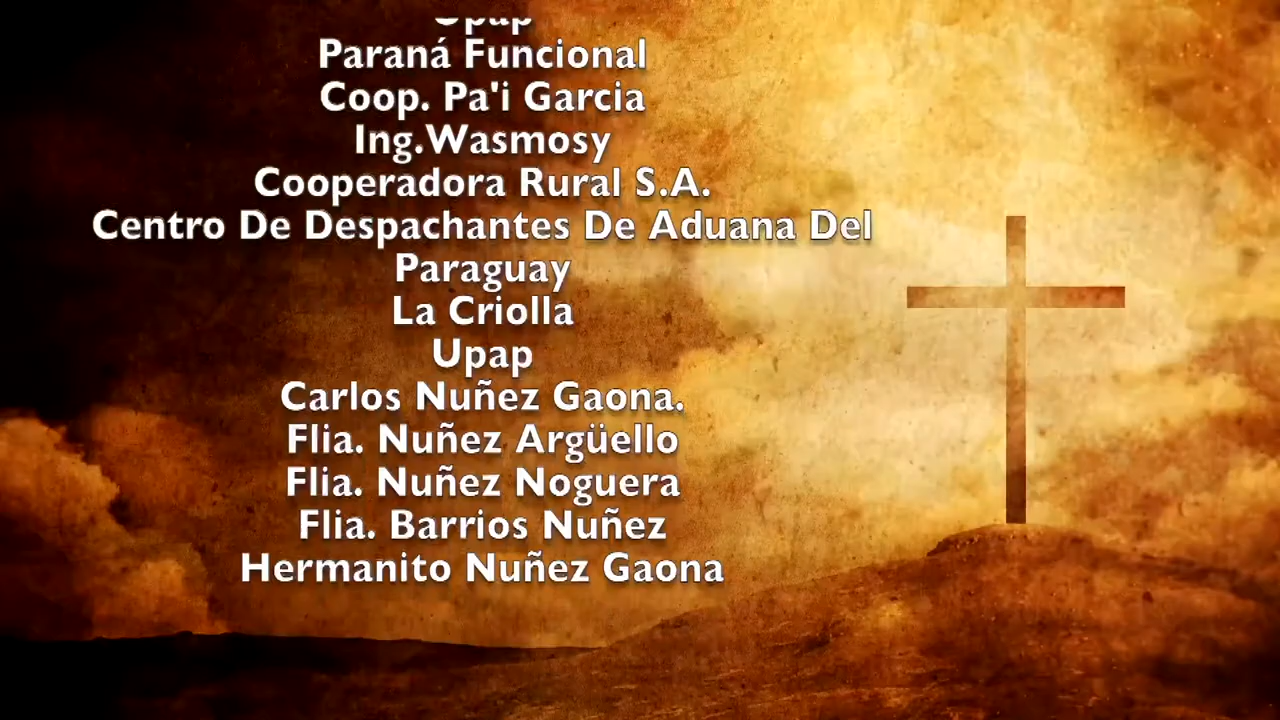 Upap
Paraná Funcional
Coop. Pa'i Garcia
Ing.Wasmosy
Cooperadora Rural S.A.
Centro De Despachantes De Aduana Del
Paraguay
La Criolla
Upap
Carlos Nuñez Gaona.
Flia. Nuñez Argüello
Flia. Nuñez Noguera
Flia. Barrios Nuñez
Hermanito Nuñez Gaona